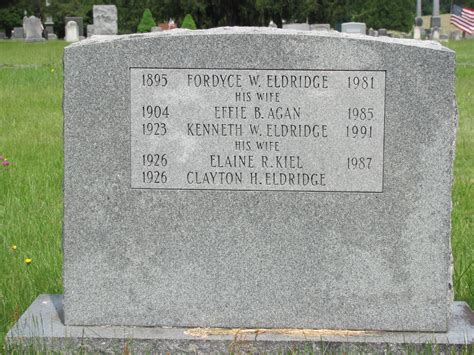 1895 FORDYCE W. ELDRIDGE 1981
HIS WIFE
1904 EFFIE B. AGAN 1985
1923 KENNETH W. ELDRIDGE 1991
HIS WIFE
1926 ELAINE R. KIEL 1987
1926 CLAYTON H. ELDRIDGE